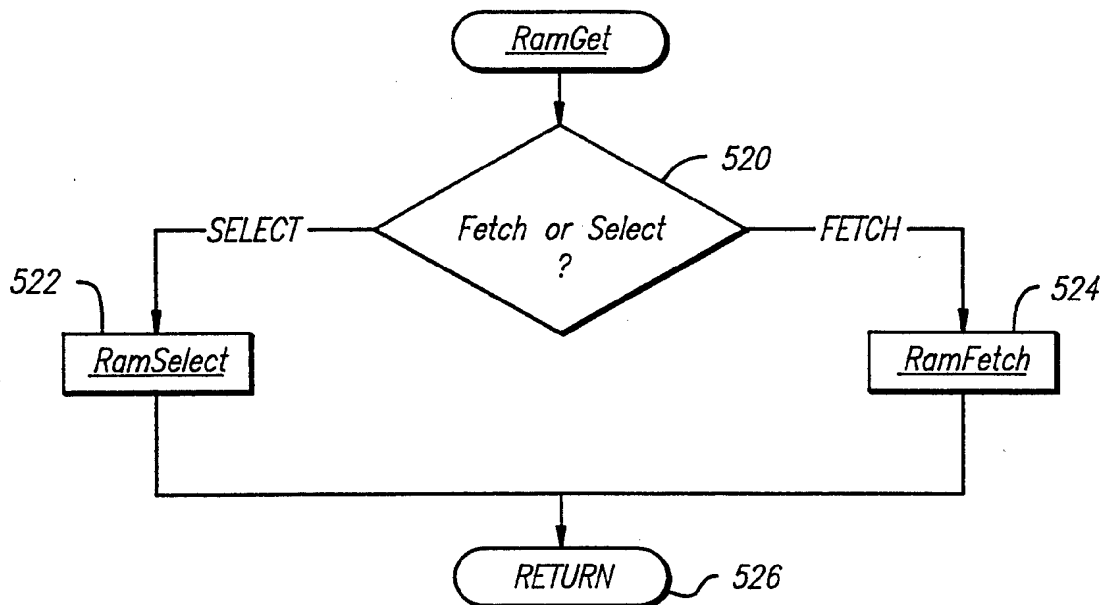 RamGet
520
Fetch or Select
?
SELECT
FETCH
522
524
RamSelect
RamFetch
RETURN
526